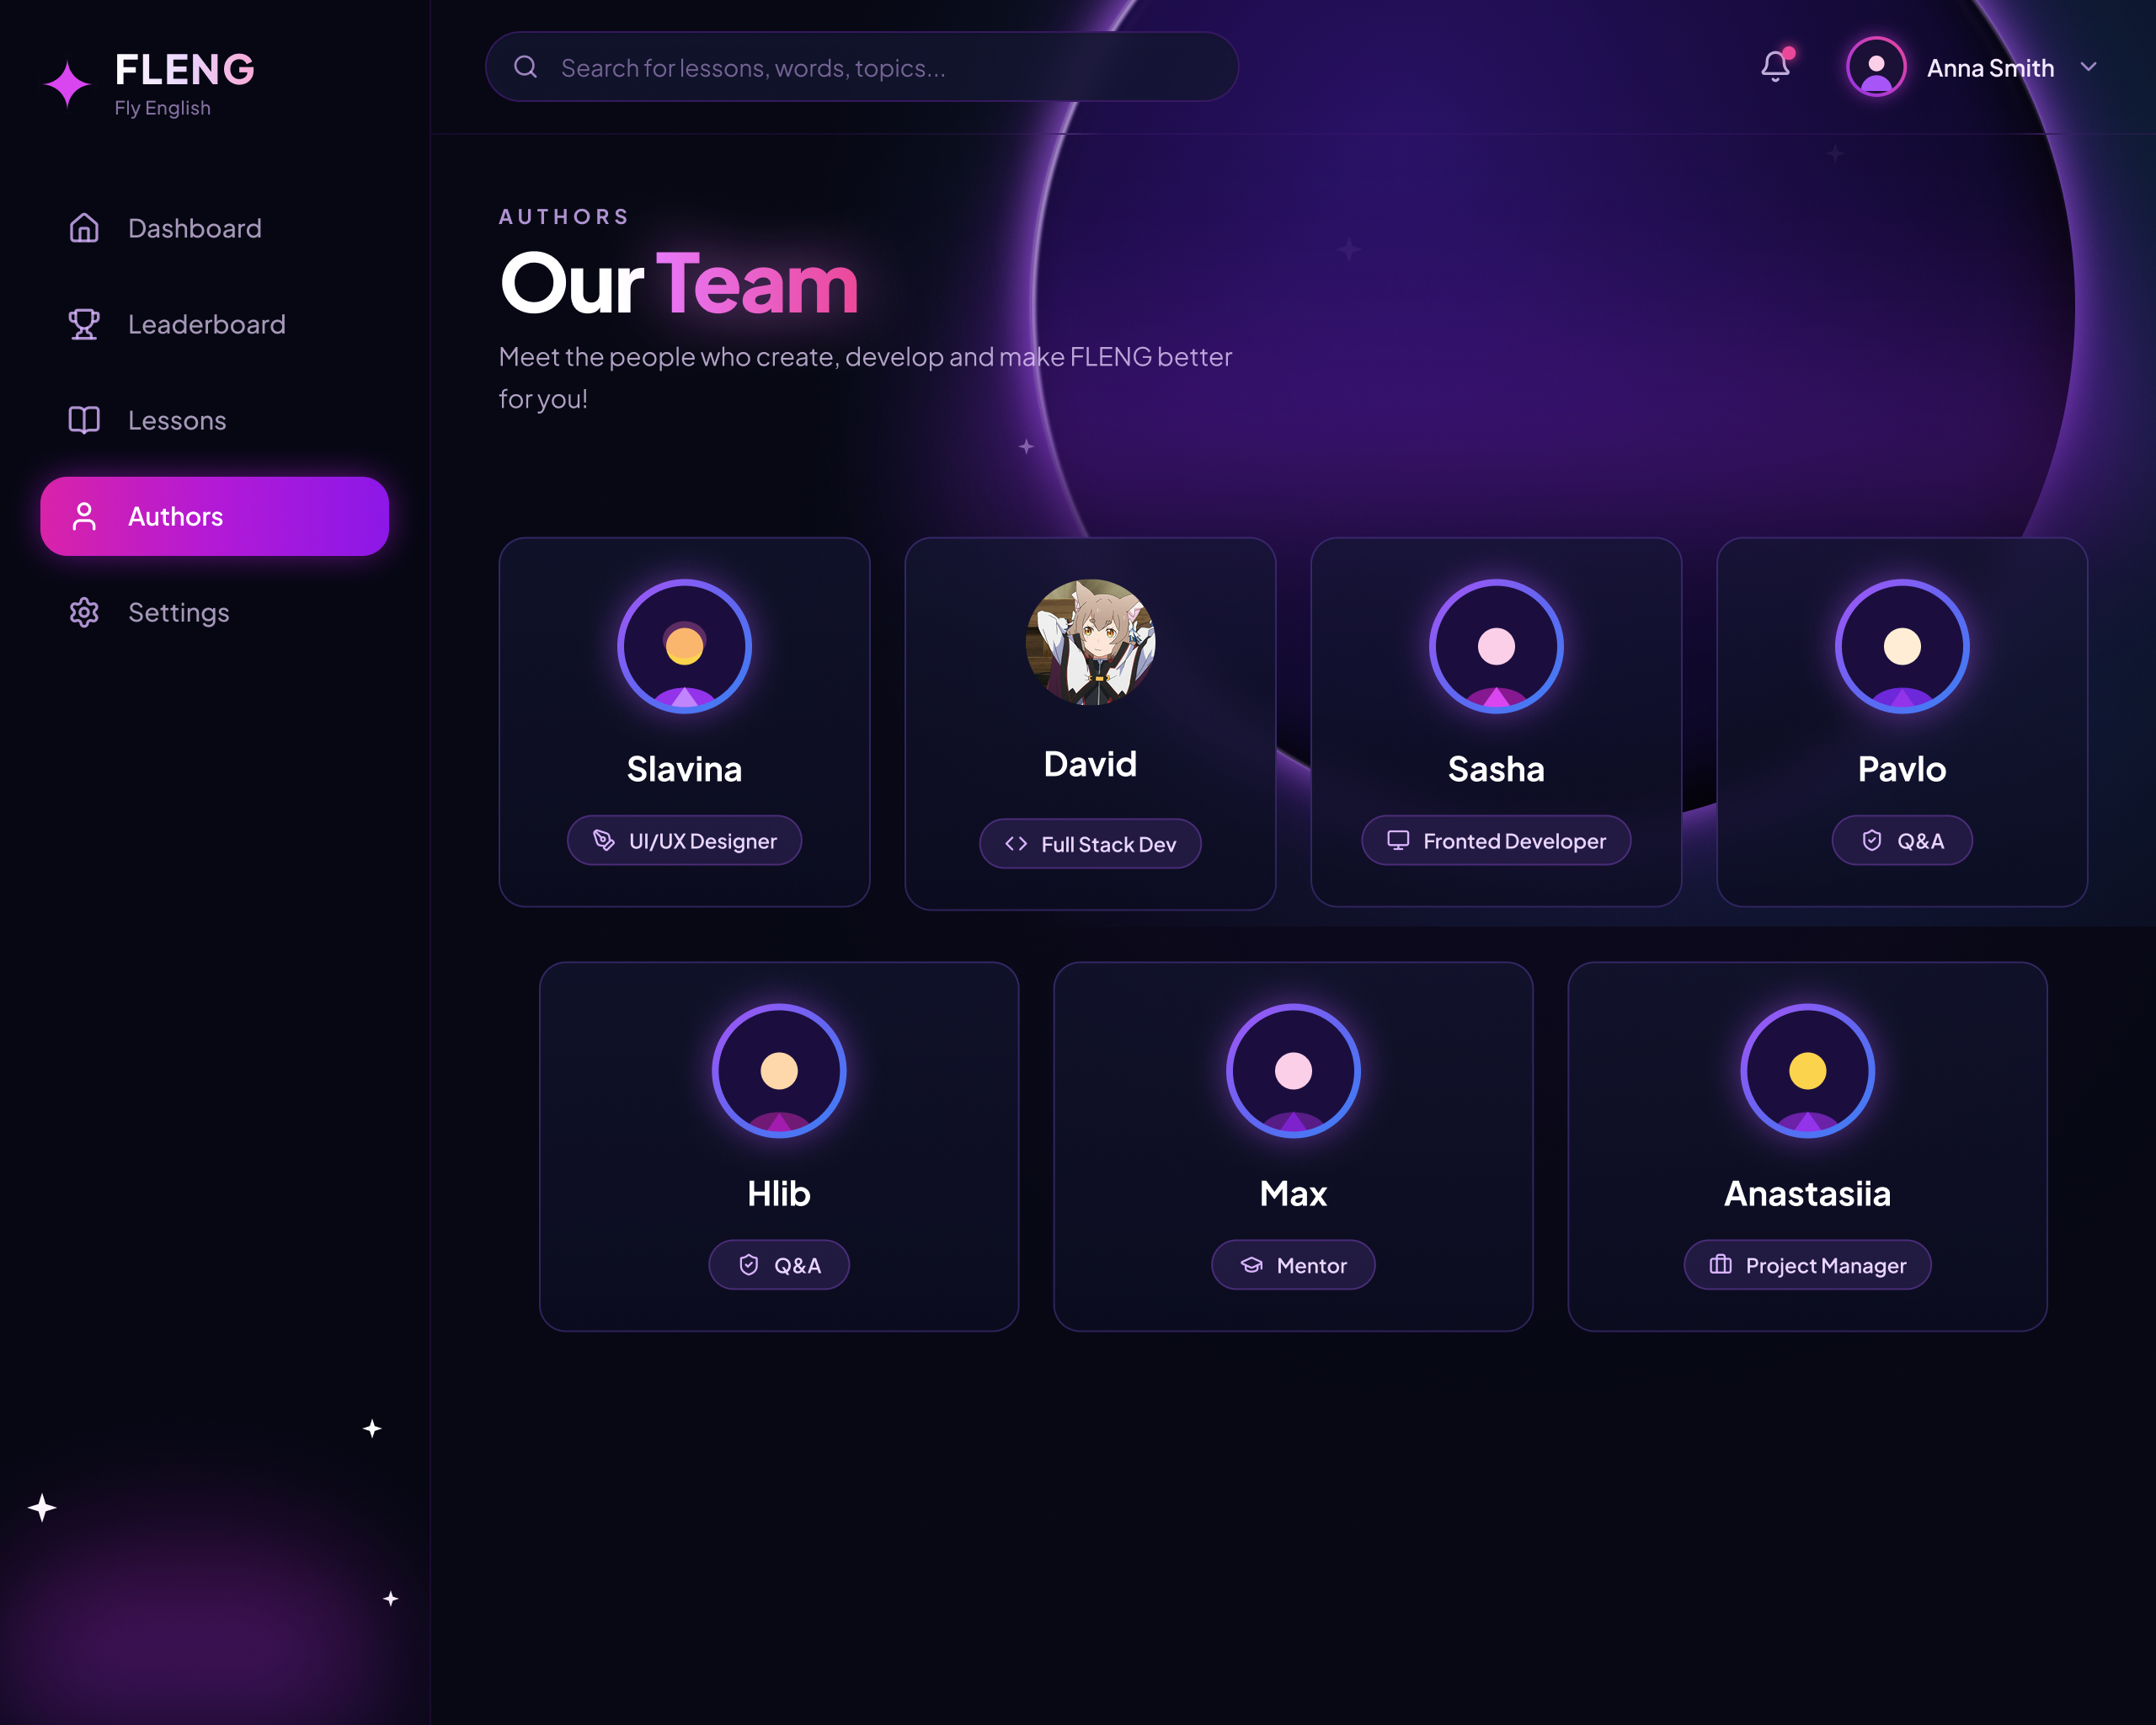 FLENG
Fly English
Search for lessons, words, topics...
Anna Smith
Dashboard
Leaderboard
Lessons
Authors
Settings
AUTHORS
Our Team
Meet the people who create, develop and make FLENG better
for you!
Slavina
UI/UX Designer
David
Full Stack Dev
Sasha
Fronted Developer
Pavlo
Q&A
Hlib
Q&A
Max
Mentor
Anastasiia
Project Manager